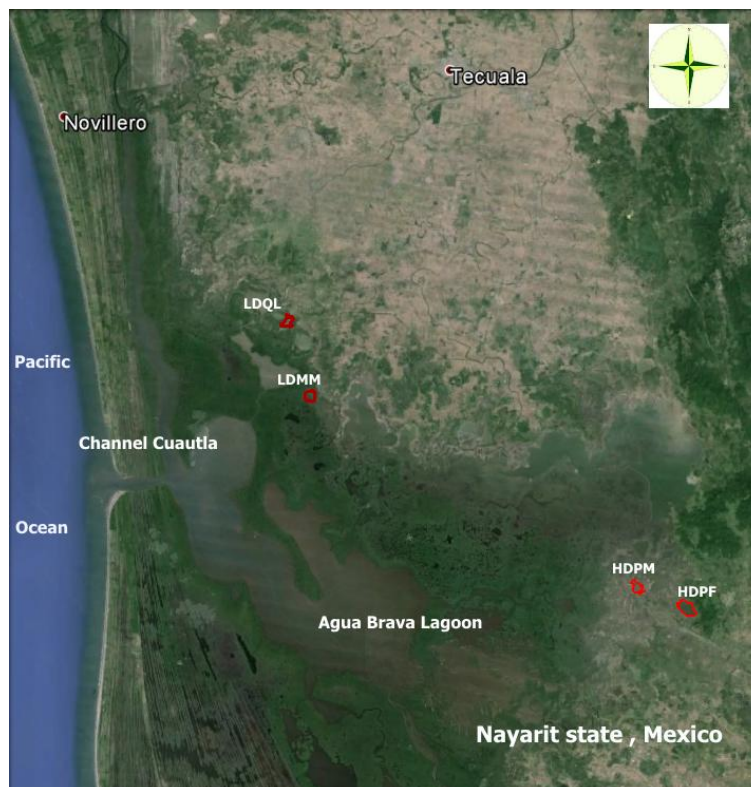 Tecuala
Novillero
LDQL
Pacific
LDMM
Channel Cuautla
Ocean
HDPM
HDPF
Agua Brava Lagoon
Nayarit state , Mexico